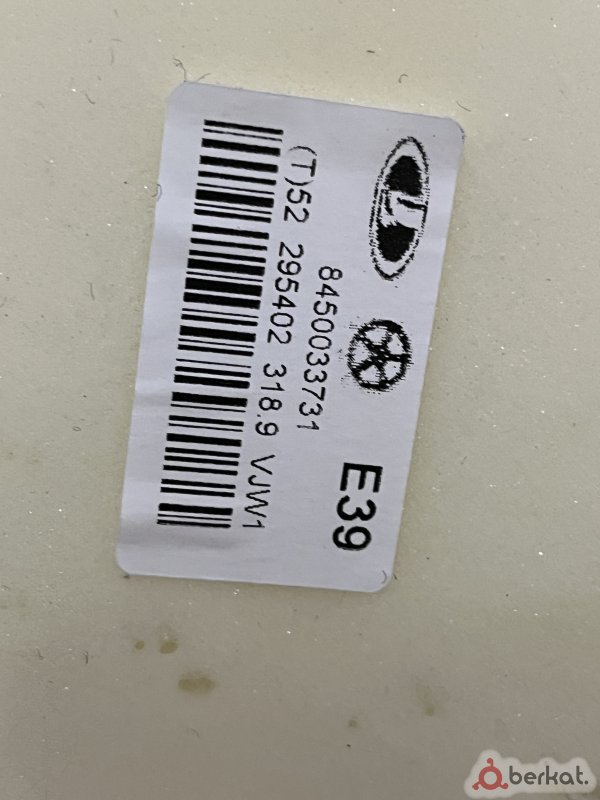 E39
8450033731
(T)52 295402 318.9 VJW1
berkat.